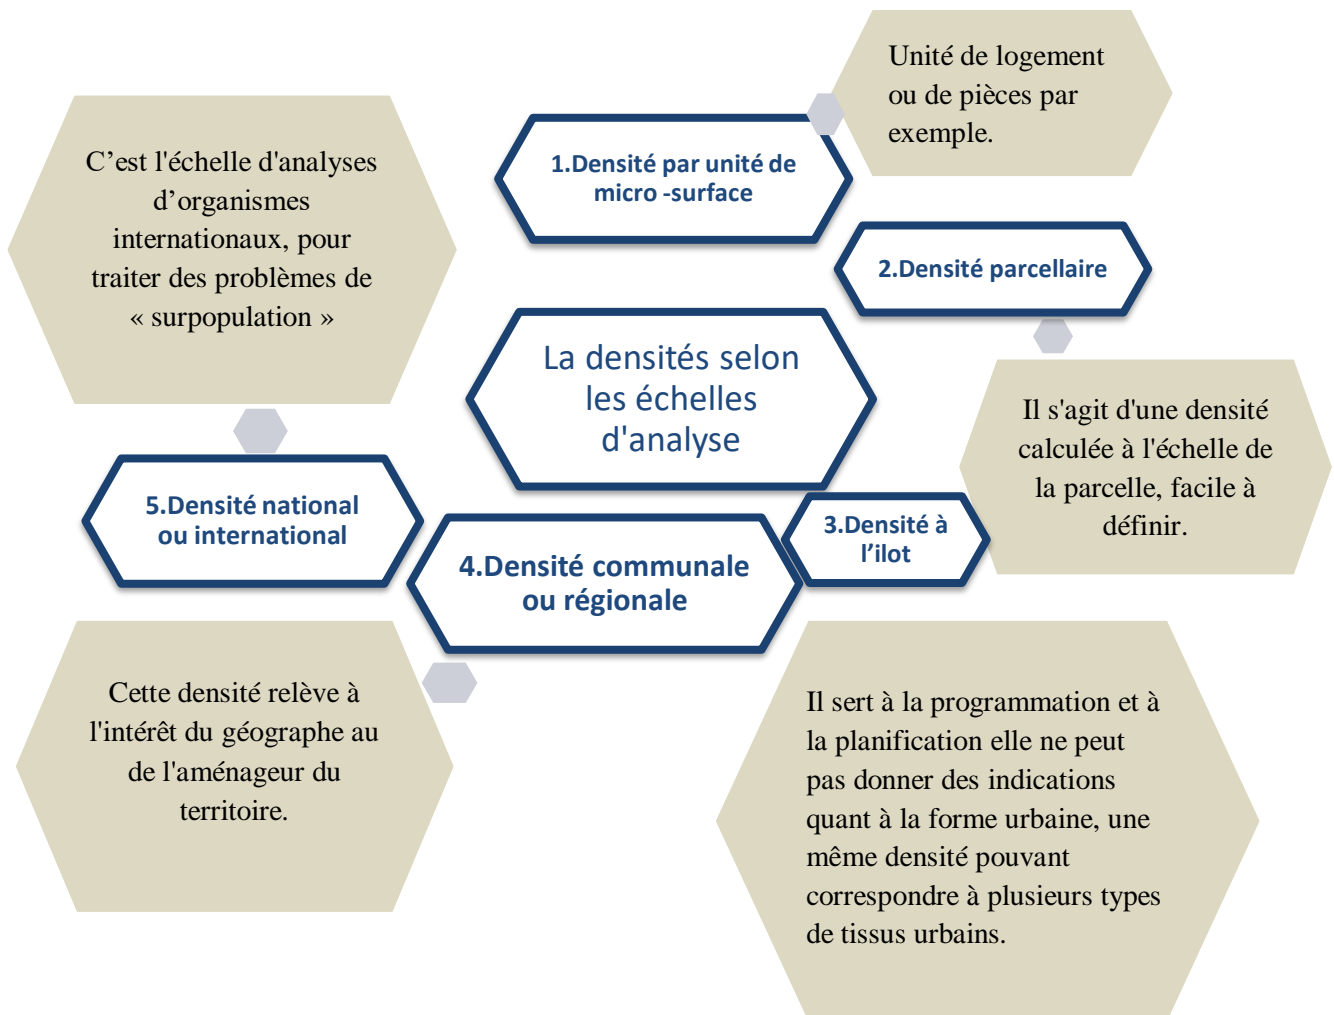 Unité de logement
ou de pièces par
exemple.
1.Densité par unité de
micro -surface
C’est l'échelle d'analyses
d’organismes
internationaux, pour
traiter des problèmes de
« surpopulation »
2.Densité parcellaire
La densités selon
les échelles
d'analyse
Il s'agit d'une densité
calculée à l'échelle de
la parcelle, facile à
définir.
5.Densité national
ou international
3.Densité à
l’ilot
4.Densité communale
ou régionale
Cette densité relève à
l'intérêt du géographe au
de l'aménageur du
territoire.
Il sert à la programmation et à
la planification elle ne peut
pas donner des indications
quant à la forme urbaine, une
même densité pouvant
correspondre à plusieurs types
de tissus urbains.